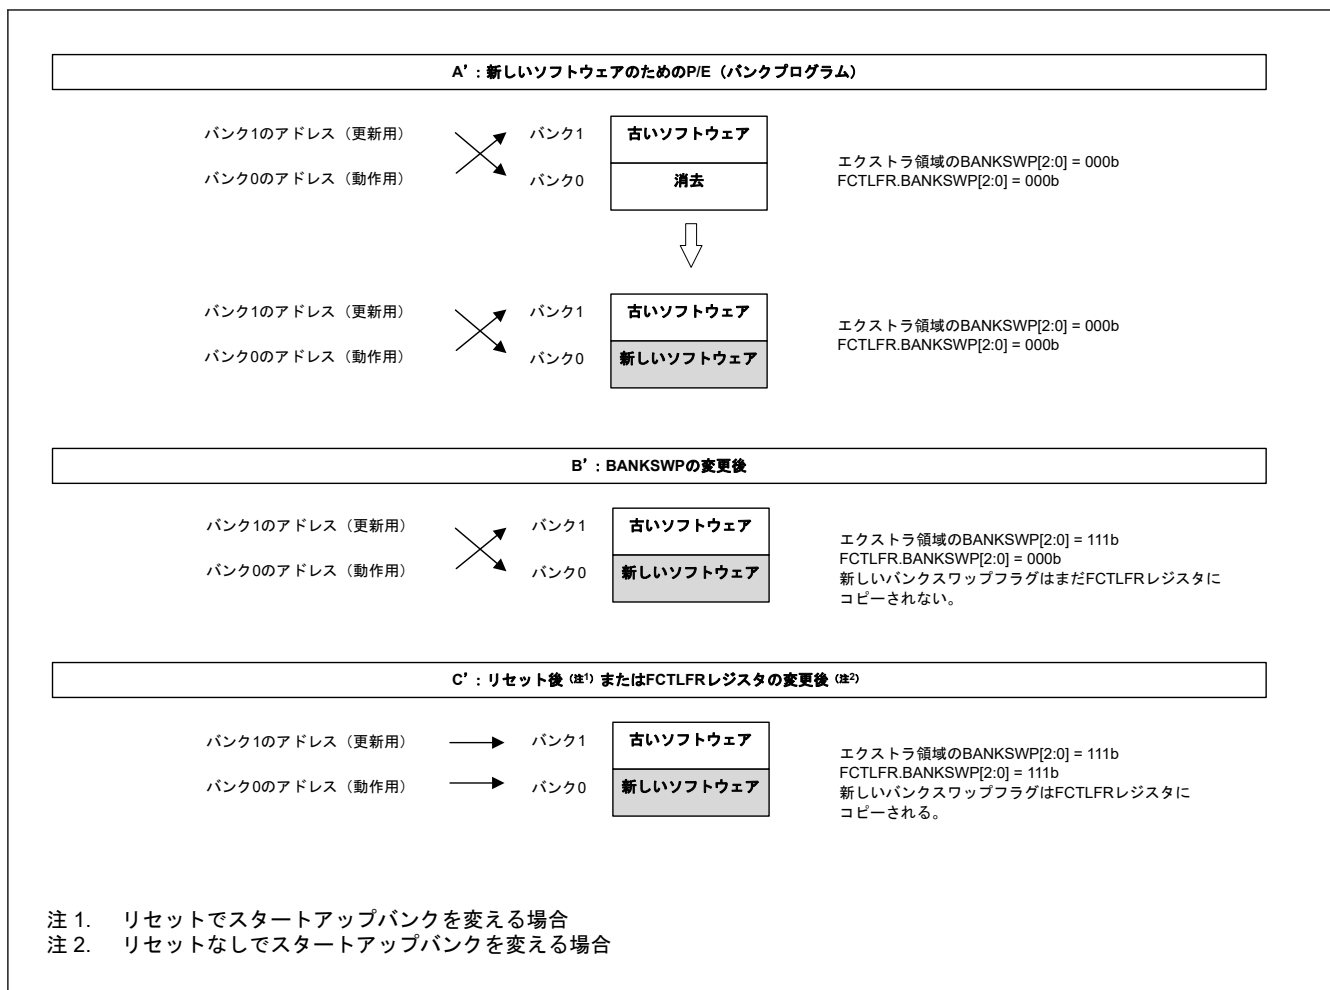 A’：新しいソフトウェアのためのP/E（バンクプログラム）
バンク1のアドレス（更新用）
バンク1
古いソフトウェア
バンク0のアドレス（動作用）
バンク0
消去
エクストラ領域のBANKSWP[2:0] = 000b
FCTLFR.BANKSWP[2:0] = 000b
バンク1のアドレス（更新用）
バンク1
古いソフトウェア
バンク0のアドレス（動作用）
バンク0
新しいソフトウェア
エクストラ領域のBANKSWP[2:0] = 000b
FCTLFR.BANKSWP[2:0] = 000b
B’：BANKSWPの変更後
バンク1のアドレス（更新用）
バンク1
古いソフトウェア
バンク0のアドレス（動作用）
バンク0
新しいソフトウェア
エクストラ領域のBANKSWP[2:0] = 111b
FCTLFR.BANKSWP[2:0] = 000b
新しいバンクスワップフラグはまだFCTLFRレジスタに
コピーされない。
C’：リセット後（注1）またはFCTLFRレジスタの変更後（注2）
バンク1のアドレス（更新用）
バンク1
古いソフトウェア
バンク0のアドレス（動作用）
バンク0
新しいソフトウェア
エクストラ領域のBANKSWP[2:0] = 111b
FCTLFR.BANKSWP[2:0] = 111b
新しいバンクスワップフラグはFCTLFRレジスタに
コピーされる。
注 1. リセットでスタートアップバンクを変える場合
注 2. リセットなしでスタートアップバンクを変える場合